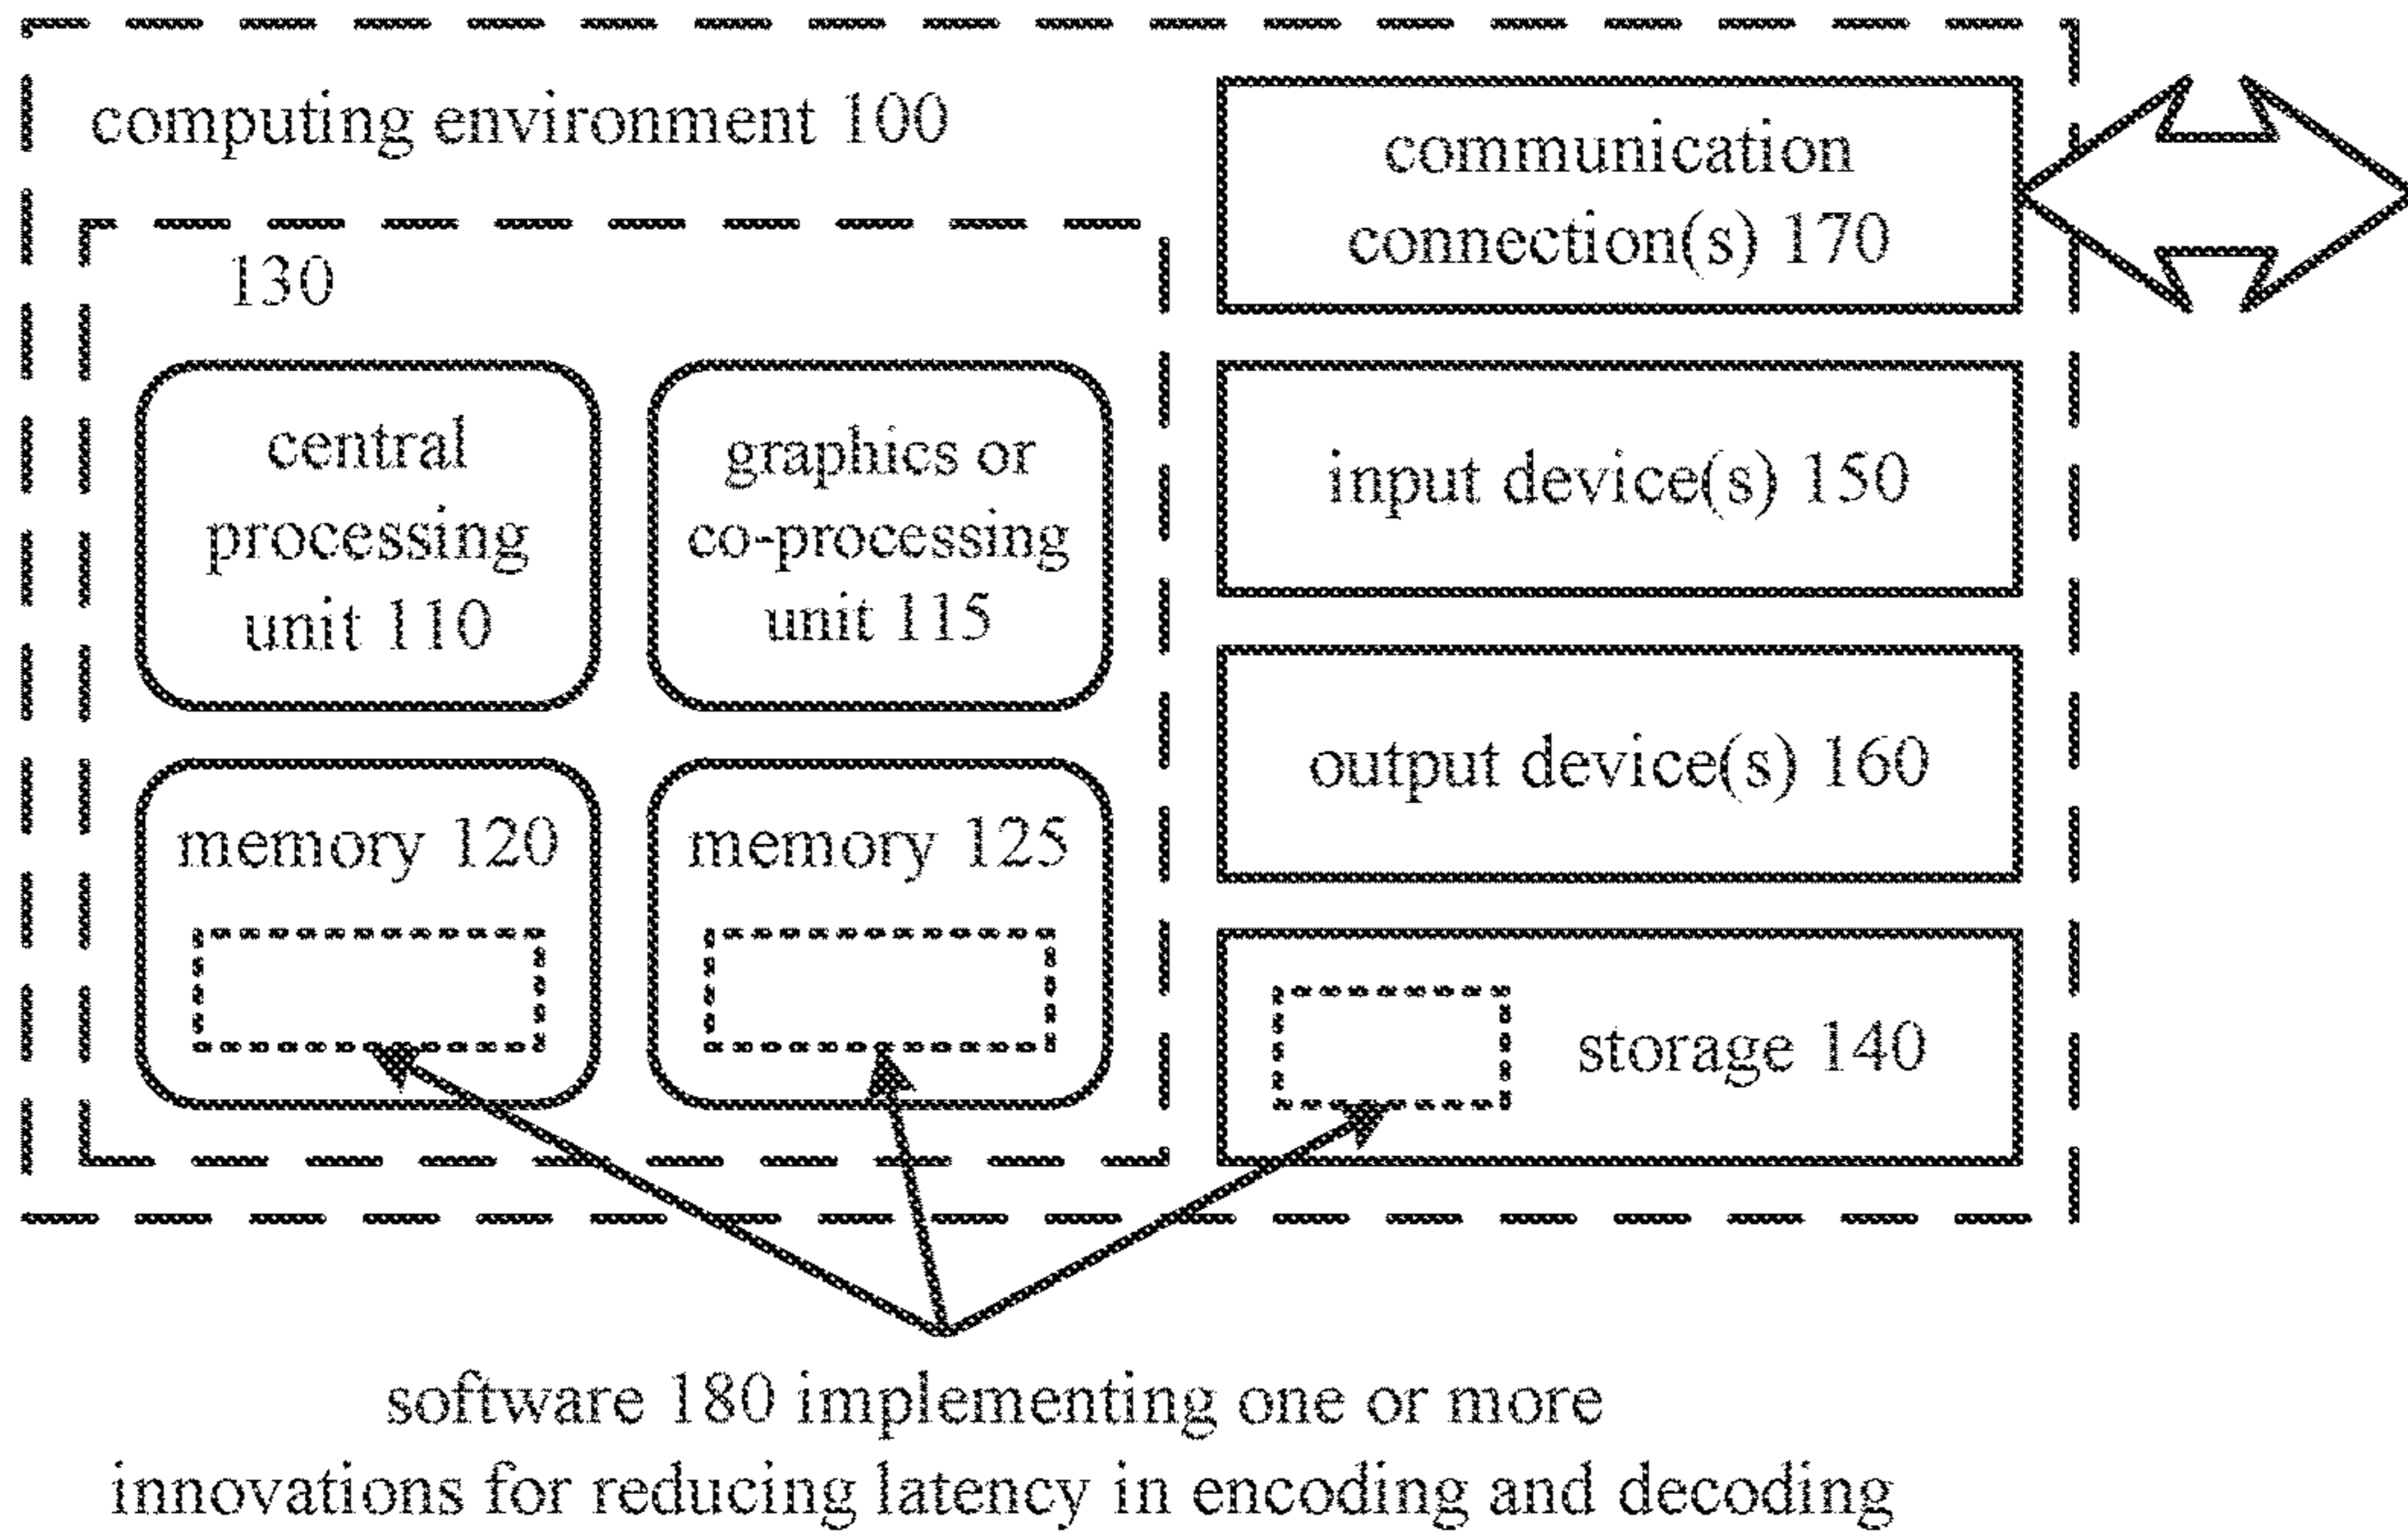 computing environment 100
130
central
processing
unit 110
graphics or
co-processing
unit 115
memory 120
memory 125
communication
connection(s) 170
input device(s) 150
output device(s) 160
storage 140
software 180 implementing one or more
innovations for reducing latency in encoding and decoding